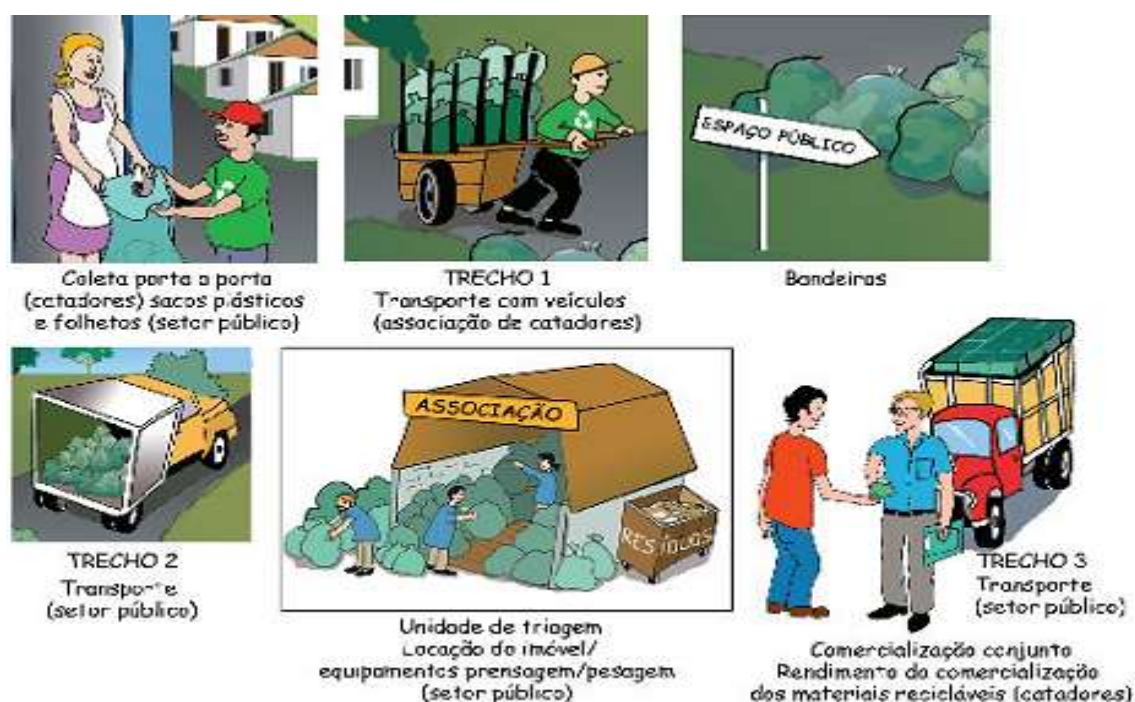 ESPAÇO PÚBLICO
Coleta porta a porta
(catadores) sacos plásticos
e folhetos (setor público)
TRECHO 1
Transporte com veículos
(associação de catadores)
Bandeiras
ASSOCIAÇÃO
RESÍDUOS
TRECHO 2
Transporte
(setor público)
Unidade de triagem
Locação do imóvel/
equipamentos prensagem/pesagem
(setor público)
TRECHO 3
Transporte
(setor público)
Comercialização conjunta
Rendimento da comercialização
dos materiais recicláveis (catadores)